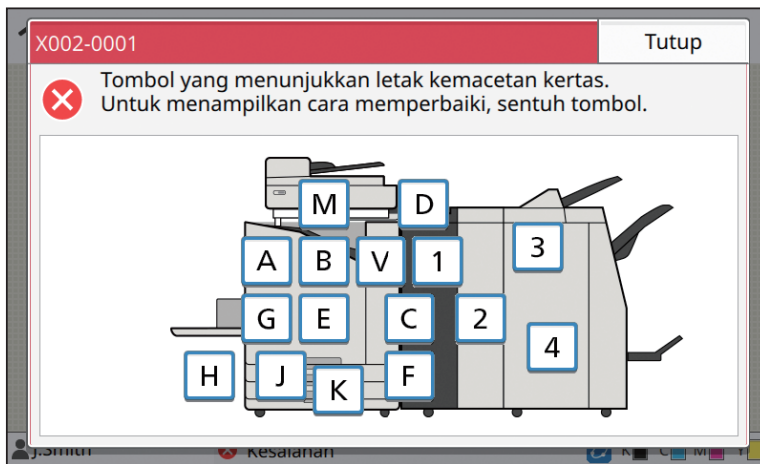 X002-0001 Tutup
Tombol yang menunjukkan letak kemacetan kertas.
Untuk menampilkan cara memperbaiki, sentuh tombol.
M D
A B V 1 3
G E C 2 4
H J K F
J.Smith Kesalahan K C M Y